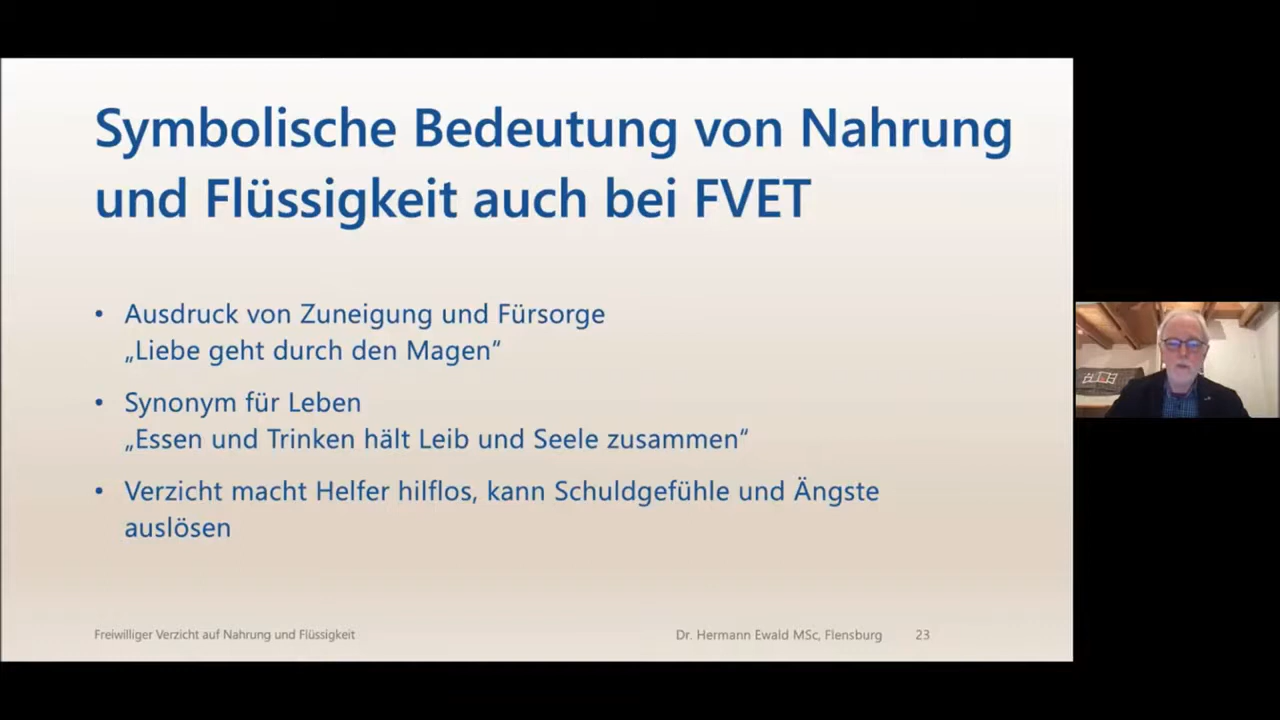 Symbolische Bedeutung von Nahrung
und Flüssigkeit auch bei FVET
• Ausdruck von Zuneigung und Fürsorge
„Liebe geht durch den Magen“
• Synonym für Leben
„Essen und Trinken hält Leib und Seele zusammen“
• Verzicht macht Helfer hilflos, kann Schuldgefühle und Ängste
auslösen
Freiwilliger Verzicht auf Nahrung und Flüssigkeit
Dr. Hermann Ewald MSc, Flensburg 23